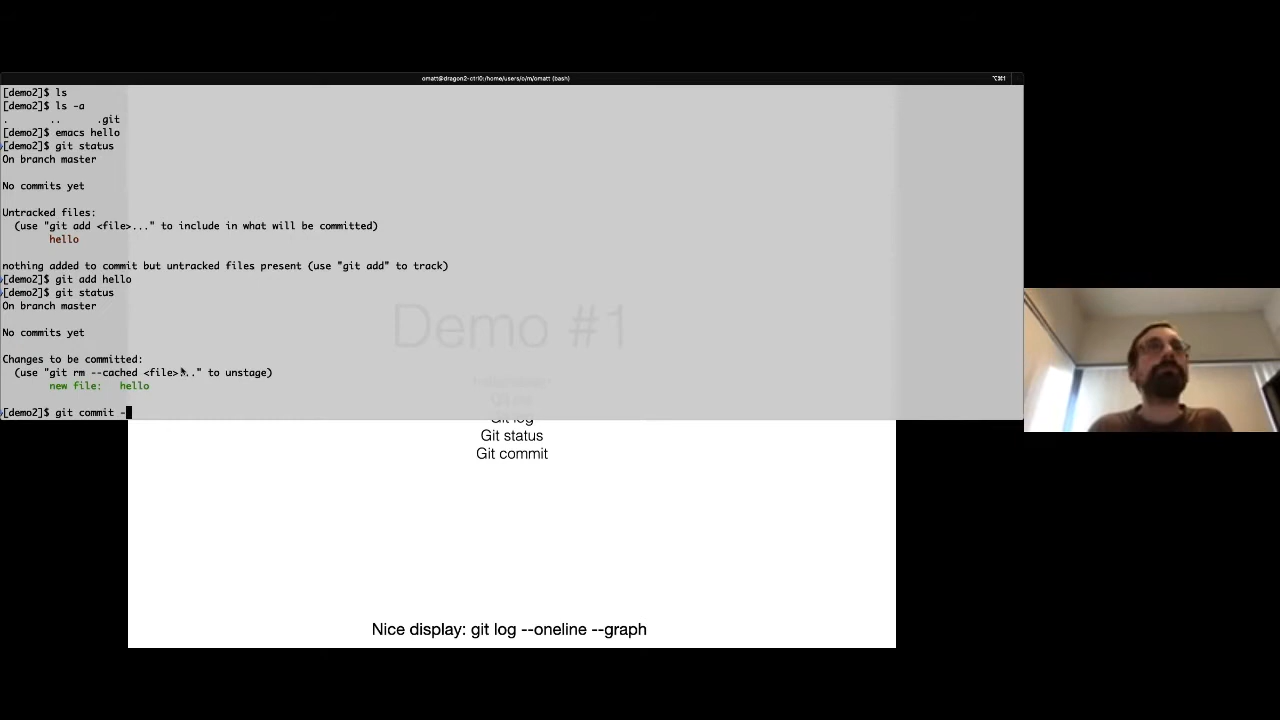 omatt@dragon2-ctrl0:/home/users/o/m/omatt (bash)
[demo2]$ ls
[demo2]$ ls -a
. .. .git
[demo2]$ emacs hello
[demo2]$ git status
On branch master
No commits yet
Untracked files:
(use "git add <file>..." to include in what will be committed)
hello
nothing added to commit but untracked files present (use "git add" to track)
[demo2]$ git add hello
[demo2]$ git status
On branch master
No commits yet
Changes to be committed:
(use "git rm --cached <file>..." to unstage)
new file: hello
[demo2]$ git commit -
Demo #1
Git log
Git status
Git commit
Nice display: git log --oneline --graph